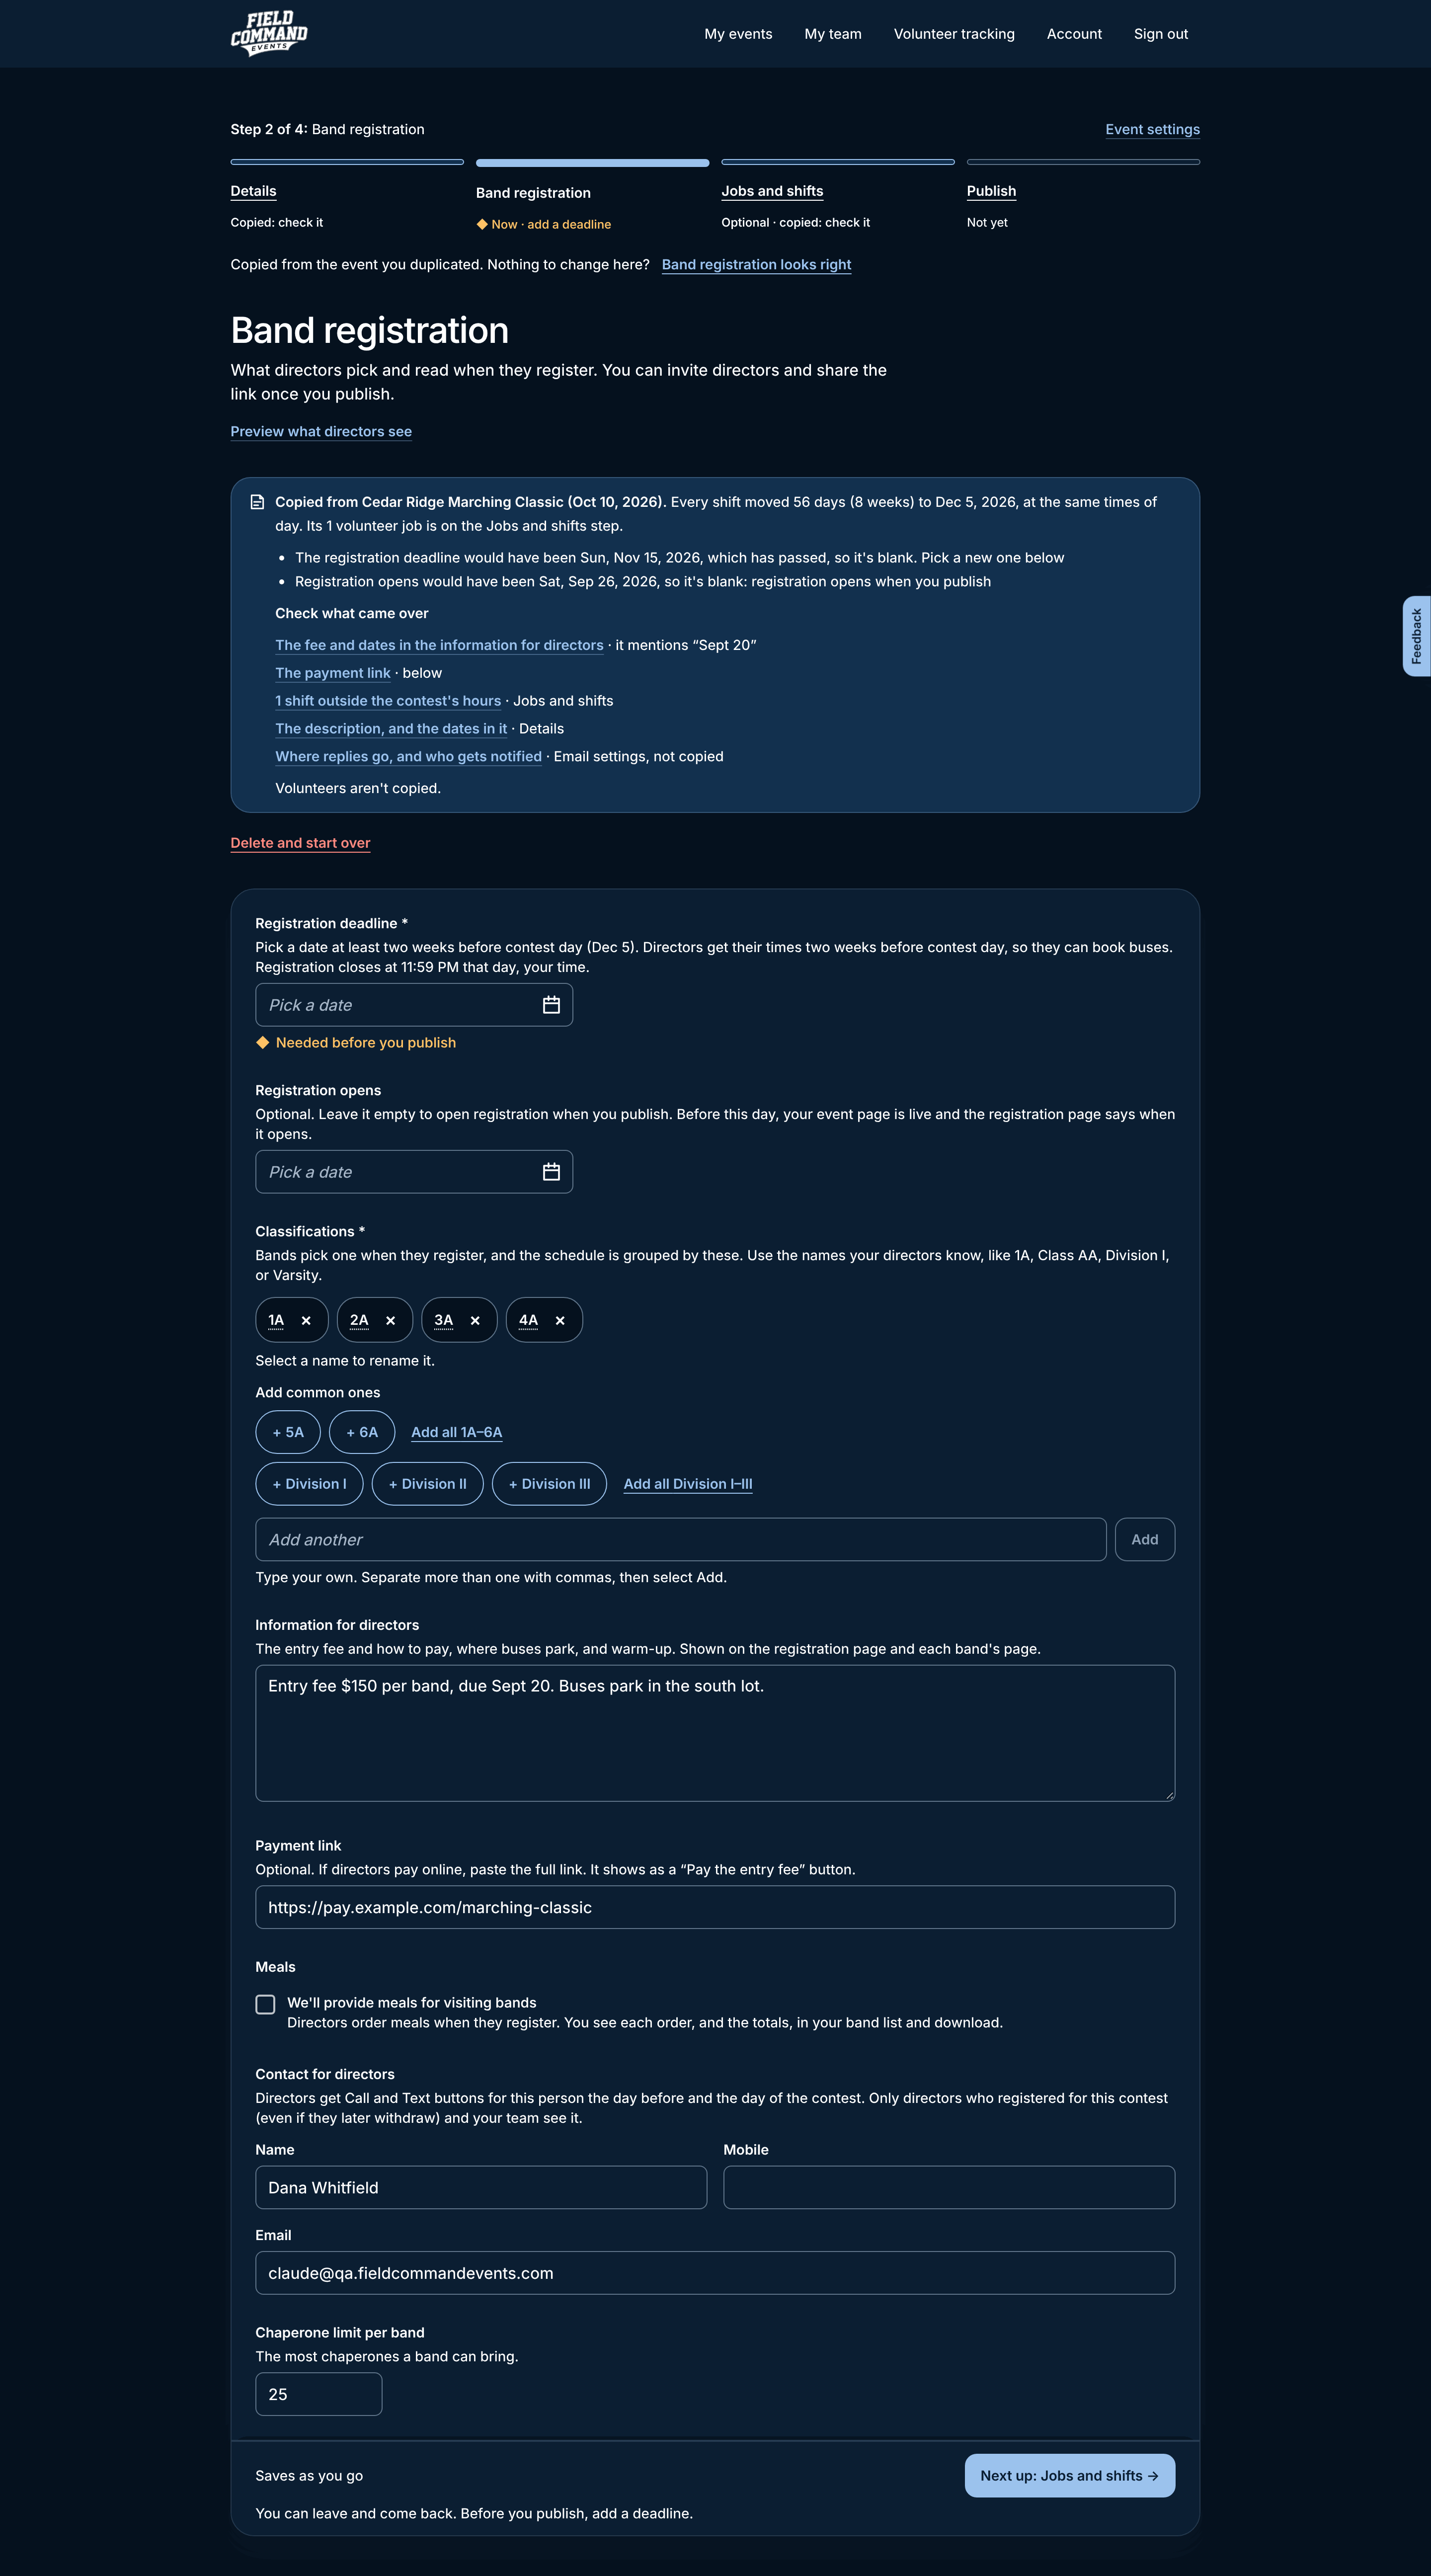 FIELD
COMMAND
EVENTS
My events
My team
Volunteer tracking
Account
Sign out
Step 2 of 4: Band registration
Event settings
Details
Copied: check it
Band registration
Now · add a deadline
Jobs and shifts
Optional · copied: check it
Publish
Not yet
Copied from the event you duplicated. Nothing to change here? Band registration looks right
Band registration
What directors pick and read when they register. You can invite directors and share the
link once you publish.
Preview what directors see
Copied from Cedar Ridge Marching Classic (Oct 10, 2026). Every shift moved 56 days (8 weeks) to Dec 5, 2026, at the same times of
day. Its 1 volunteer job is on the Jobs and shifts step.
• The registration deadline would have been Sun, Nov 15, 2026, which has passed, so it's blank. Pick a new one below
• Registration opens would have been Sat, Sep 26, 2026, so it's blank: registration opens when you publish
Check what came over
The fee and dates in the information for directors · it mentions “Sept 20”
The payment link · below
1 shift outside the contest's hours · Jobs and shifts
The description, and the dates in it · Details
Where replies go, and who gets notified · Email settings, not copied
Volunteers aren't copied.
Feedback
Delete and start over
Registration deadline *
Pick a date at least two weeks before contest day (Dec 5). Directors get their times two weeks before contest day, so they can book buses.
Registration closes at 11:59 PM that day, your time.
Pick a date
Needed before you publish
Registration opens
Optional. Leave it empty to open registration when you publish. Before this day, your event page is live and the registration page says when
it opens.
Pick a date
Classifications *
Bands pick one when they register, and the schedule is grouped by these. Use the names your directors know, like 1A, Class AA, Division I,
or Varsity.
1A × 2A × 3A × 4A ×
Select a name to rename it.
Add common ones
+ 5A + 6A Add all 1A–6A
+ Division I + Division II + Division III Add all Division I–III
Add another
Add
Type your own. Separate more than one with commas, then select Add.
Information for directors
The entry fee and how to pay, where buses park, and warm-up. Shown on the registration page and each band's page.
Entry fee $150 per band, due Sept 20. Buses park in the south lot.
Payment link
Optional. If directors pay online, paste the full link. It shows as a “Pay the entry fee” button.
https://pay.example.com/marching-classic
Meals
We'll provide meals for visiting bands
Directors order meals when they register. You see each order, and the totals, in your band list and download.
Contact for directors
Directors get Call and Text buttons for this person the day before and the day of the contest. Only directors who registered for this contest
(even if they later withdraw) and your team see it.
Name
Dana Whitfield
Mobile
Email
claude@qa.fieldcommandevents.com
Chaperone limit per band
The most chaperones a band can bring.
25
Saves as you go
Next up: Jobs and shifts →
You can leave and come back. Before you publish, add a deadline.